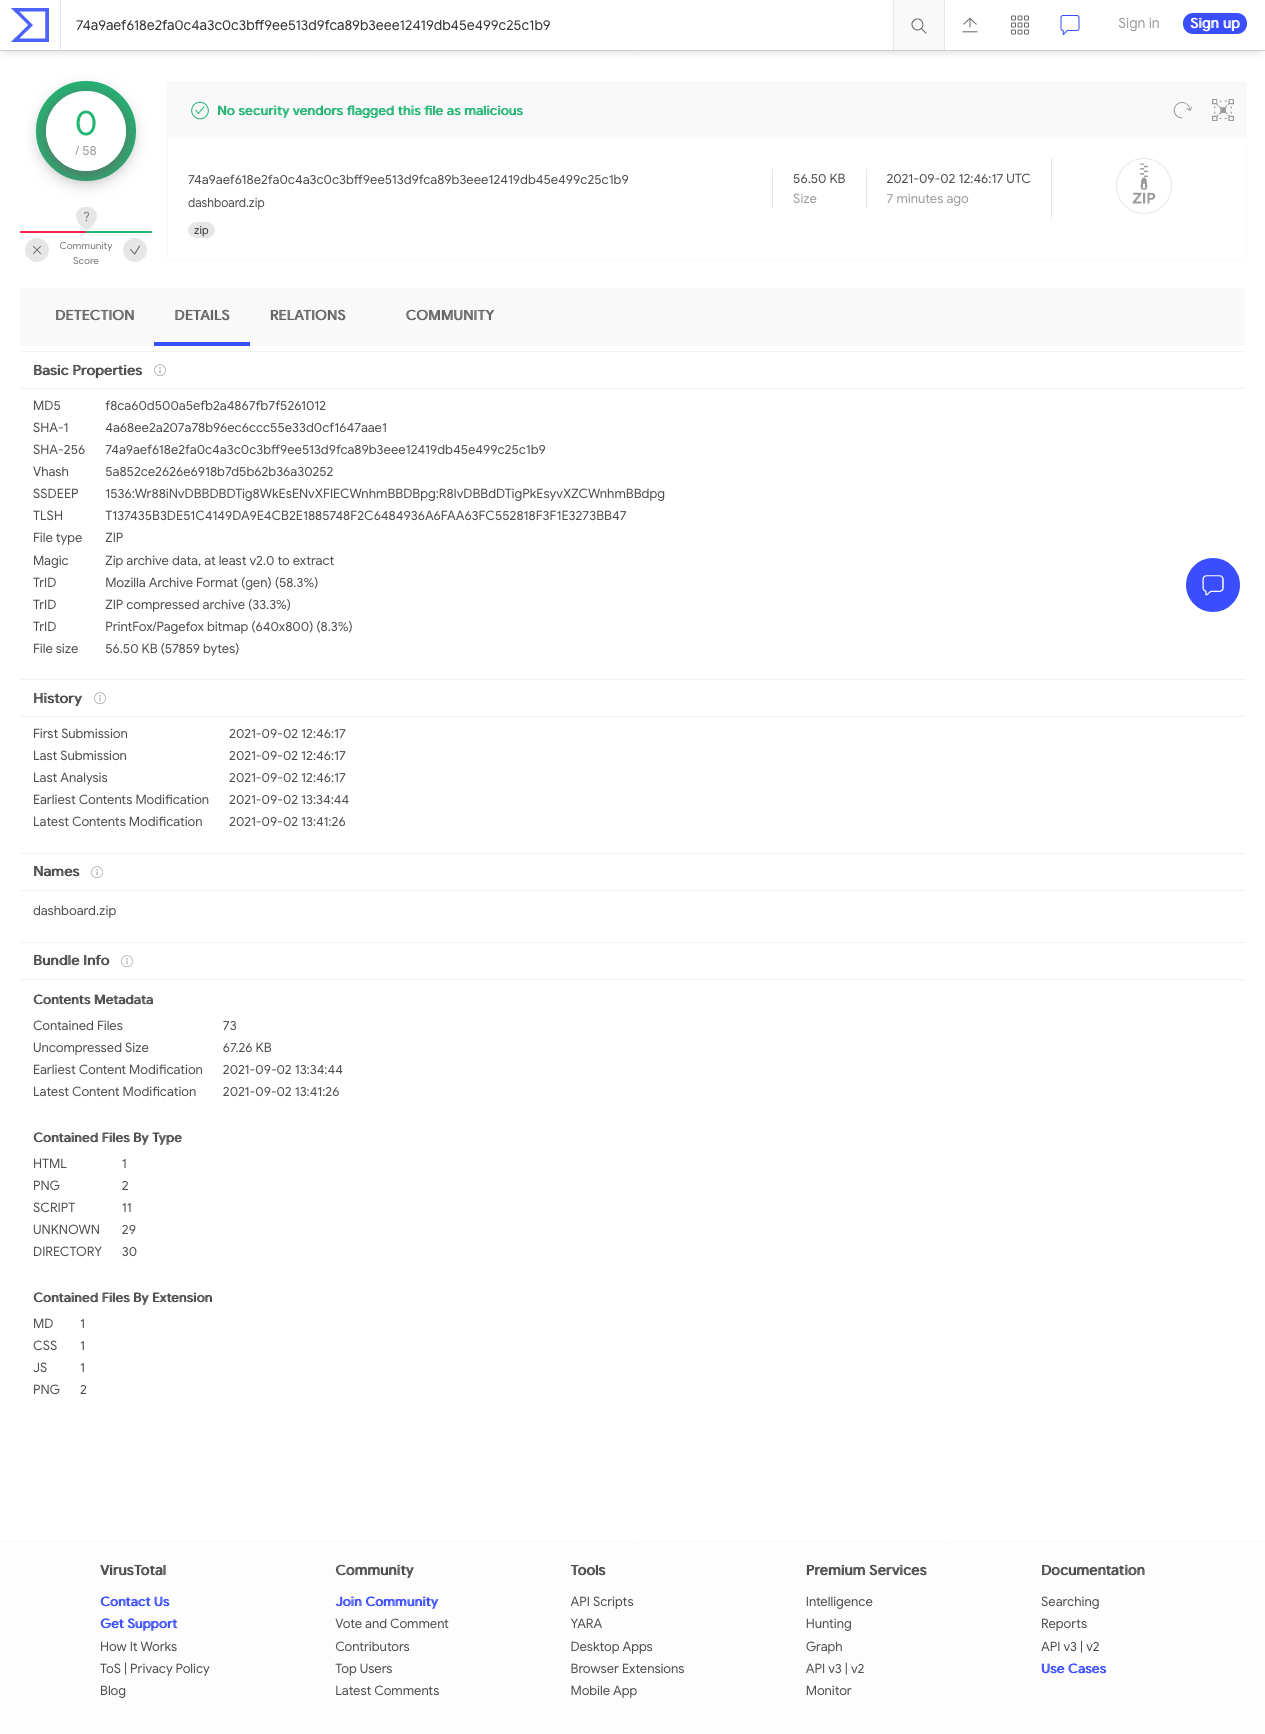 74a9aef618e2fa0c4a3c0c3bff9ee513d9fca89b3eee12419db45e499c25c1b9
Sign in
Sign up
0
/ 58
No security vendors flagged this file as malicious
74a9aef618e2fa0c4a3c0c3bff9ee513d9fca89b3eee12419db45e499c25c1b9
dashboard.zip
zip
56.50 KB
Size
2021-09-02 12:46:17 UTC
7 minutes ago
ZIP
?
Community
Score
DETECTION DETAILS RELATIONS COMMUNITY
Basic Properties
MD5 f8ca60d500a5efb2a4867fb7f5261012
SHA-1 4a68ee2a207a78b96ec6ccc55e33d0cf1647aae1
SHA-256 74a9aef618e2fa0c4a3c0c3bff9ee513d9fca89b3eee12419db45e499c25c1b9
Vhash 5a852ce2626e6918b7d5b62b36a30252
SSDEEP 1536:Wr88iNvDBBDBDTig8WkEsENvXFIECWnhmBBDBpg:R8lvDBBdDTigPkEsyvXZCWnhmBBdpg
TLSH T137435B3DE51C4149DA9E4CB2E1885748F2C6484936A6FAA63FC552818F3F1E3273BB47
File type ZIP
Magic Zip archive data, at least v2.0 to extract
TrID Mozilla Archive Format (gen) (58.3%)
TrID ZIP compressed archive (33.3%)
TrID PrintFox/Pagefox bitmap (640x800) (8.3%)
File size 56.50 KB (57859 bytes)
History
First Submission 2021-09-02 12:46:17
Last Submission 2021-09-02 12:46:17
Last Analysis 2021-09-02 12:46:17
Earliest Contents Modification 2021-09-02 13:34:44
Latest Contents Modification 2021-09-02 13:41:26
Names
dashboard.zip
Bundle Info
Contents Metadata
Contained Files 73
Uncompressed Size 67.26 KB
Earliest Content Modification 2021-09-02 13:34:44
Latest Content Modification 2021-09-02 13:41:26
Contained Files By Type
HTML 1
PNG 2
SCRIPT 11
UNKNOWN 29
DIRECTORY 30
Contained Files By Extension
MD 1
CSS 1
JS 1
PNG 2
VirusTotal
Contact Us
Get Support
How It Works
ToS | Privacy Policy
Blog
Community
Join Community
Vote and Comment
Contributors
Top Users
Latest Comments
Tools
API Scripts
YARA
Desktop Apps
Browser Extensions
Mobile App
Premium Services
Intelligence
Hunting
Graph
API v3 | v2
Monitor
Documentation
Searching
Reports
API v3 | v2
Use Cases